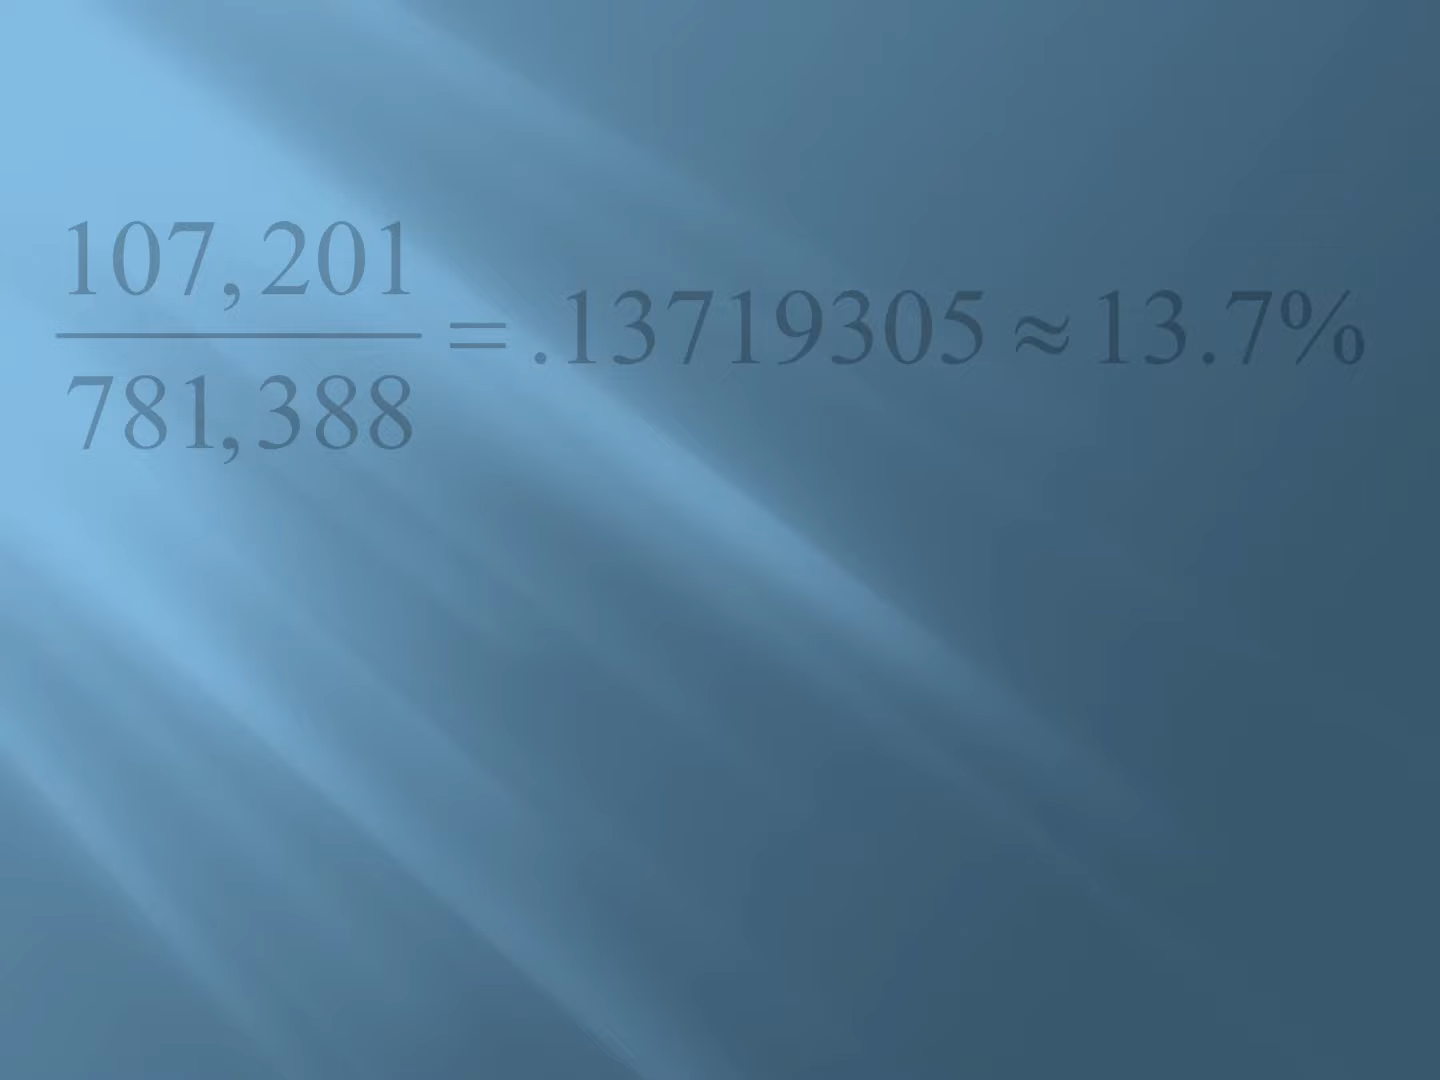 107,201
781,388
= .13719305 ≈ 13.7%